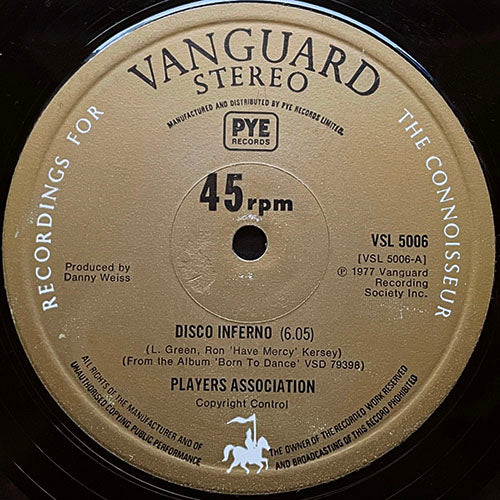 VANGUARD
STEREO
RECORDINGS FOR THE CONNOISSEUR
MANUFACTURED AND DISTRIBUTED BY PYE RECORDS LIMITED.
PYE
RECORDS
45 rpm
VSL 5006
[VSL 5006-A]
℗ 1977 Vanguard
Recording
Society Inc.
Produced by
Danny Weiss
DISCO INFERNO (6.05)
(L. Green, Ron 'Have Mercy' Kersey)
(From the Album 'Born To Dance' VSD 79398)
PLAYERS ASSOCIATION
Copyright Control
ALL RIGHTS OF THE MANUFACTURER AND OF THE OWNER OF THE RECORDED WORK RESERVED
UNAUTHORISED COPYING PUBLIC PERFORMANCE AND BROADCASTING OF THIS RECORD PROHIBITED